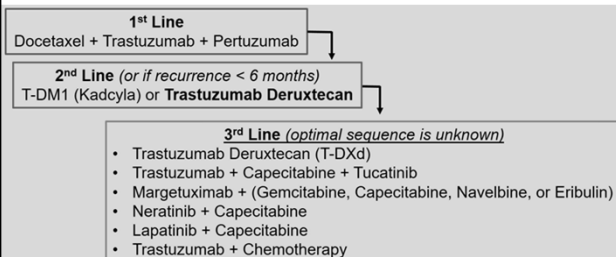 1st Line
Docetaxel + Trastuzumab + Pertuzumab
2nd Line (or if recurrence < 6 months)
T-DM1 (Kadcyla) or Trastuzumab Deruxtecan
3rd Line (optimal sequence is unknown)
• Trastuzumab Deruxtecan (T-DXd)
• Trastuzumab + Capecitabine + Tucatinib
• Margetuximab + (Gemcitabine, Capecitabine, Navelbine, or Eribulin)
• Neratinib + Capecitabine
• Lapatinib + Capecitabine
• Trastuzumab + Chemotherapy